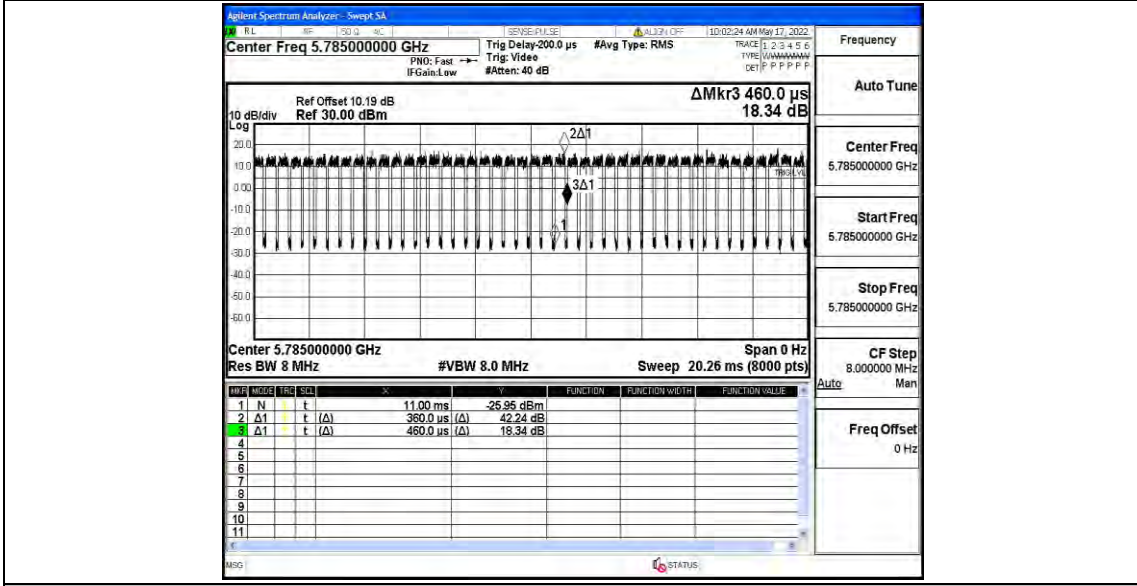 Agilent Spectrum Analyzer - Swept SA
RL RF 50 Ω AC SENSE:PULSE ALIGN OFF 10:02:24 AM May 17, 2022
Center Freq 5.785000000 GHz Trig Delay-200.0 µs #Avg Type: RMS TRACE 1 2 3 4 5 6
PNO: Fast Trig: Video TYPE WWWWWW
IFGain:Low #Atten: 40 dB DET P P P P P P
ΔMkr3 460.0 µs
Ref Offset 10.19 dB
10 dB/div Ref 30.00 dBm 18.34 dB
Log
20.0
10.0
0.00
-10.0
-20.0
-30.0
-40.0
-50.0
-60.0
2Δ1
TRIG LVL
3Δ1
1
Center 5.785000000 GHz Span 0 Hz
Res BW 8 MHz #VBW 8.0 MHz Sweep 20.26 ms (8000 pts)
MKR MODE TRC SCL X Y FUNCTION FUNCTION WIDTH FUNCTION VALUE
1 N t 11.00 ms -25.95 dBm
2 Δ1 t (Δ) 360.0 µs (Δ) 42.24 dB
3 Δ1 t (Δ) 460.0 µs (Δ) 18.34 dB
4
5
6
7
8
9
10
11
MSG STATUS
Frequency
Auto Tune
Center Freq
5.785000000 GHz
Start Freq
5.785000000 GHz
Stop Freq
5.785000000 GHz
CF Step
8.000000 MHz
Auto Man
Freq Offset
0 Hz